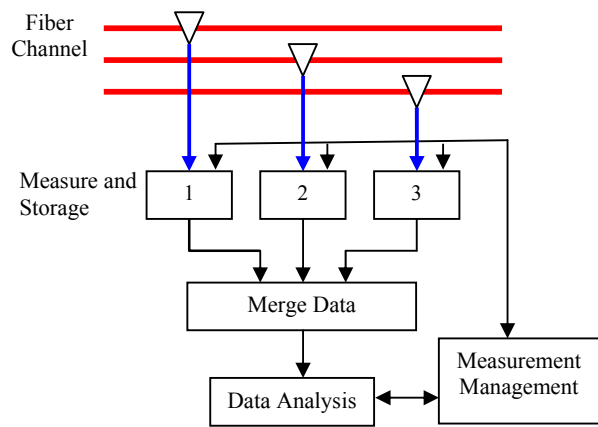 Fiber
Channel
Measure and
Storage
1
2
3
Merge Data
Measurement
Management
Data Analysis